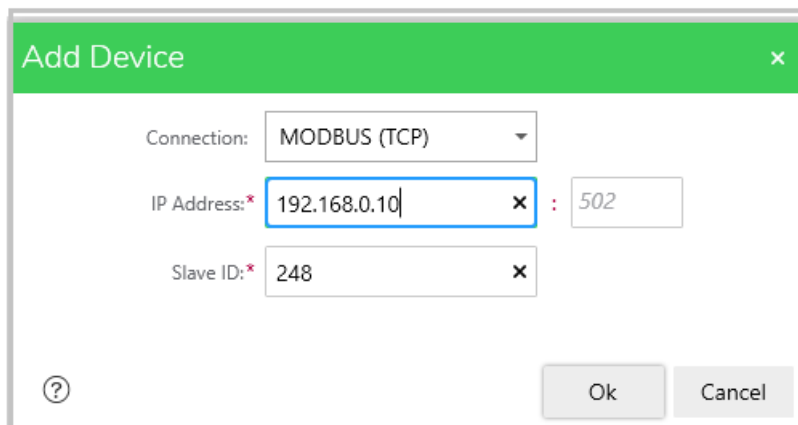 Add Device ×
Connection: MODBUS (TCP)
IP Address:* 192.168.0.10 × : 502
Slave ID:* 248 ×
? Ok Cancel